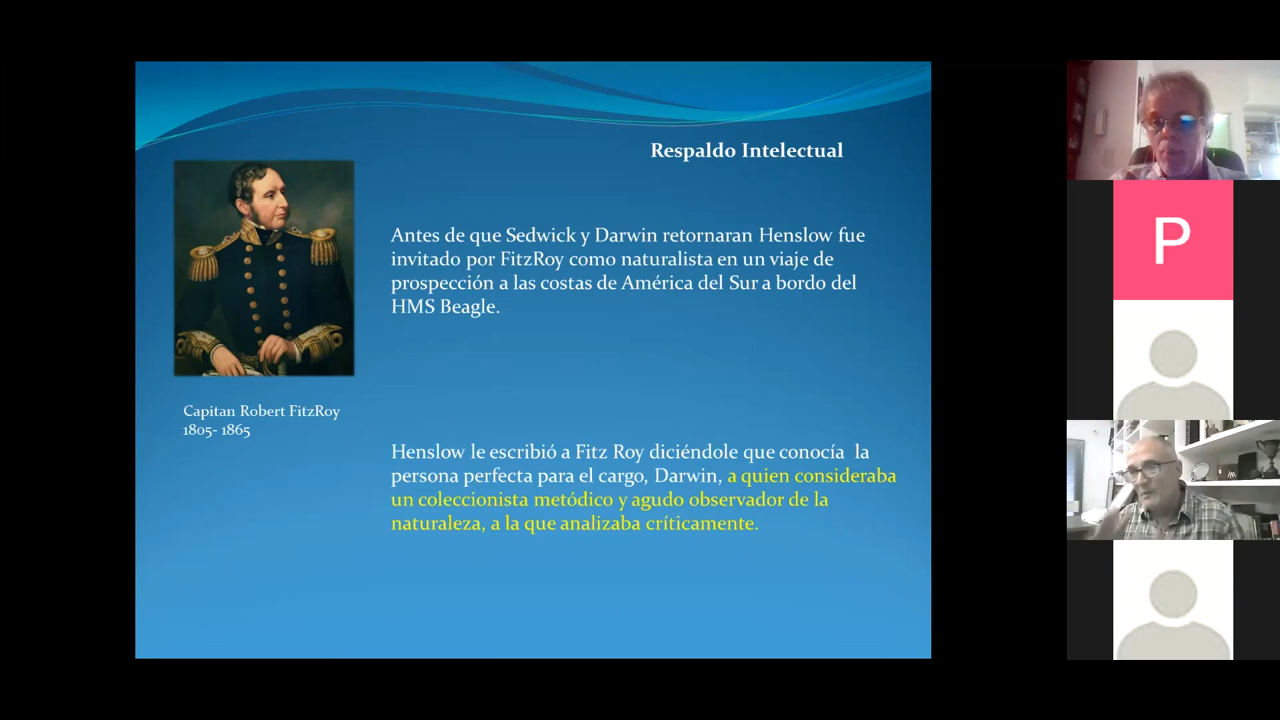 Respaldo Intelectual
Antes de que Sedwick y Darwin retornaran Henslow fue
invitado por FitzRoy como naturalista en un viaje de
prospección a las costas de América del Sur a bordo del
HMS Beagle.
Capitan Robert FitzRoy
1805- 1865
Henslow le escribió a Fitz Roy diciéndole que conocía  la
persona perfecta para el cargo, Darwin, a quien consideraba
un coleccionista metódico y agudo observador de la
naturaleza, a la que analizaba críticamente.
P